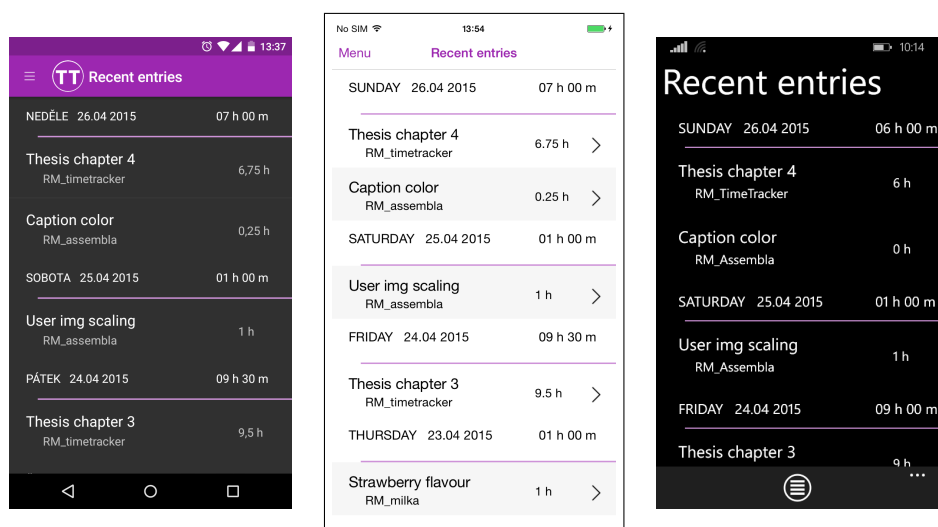 13:37
TT Recent entries
NEDĚLE 26.04 2015 07 h 00 m
Thesis chapter 4
RM_timetracker 6,75 h
Caption color
RM_assembla 0,25 h
SOBOTA 25.04 2015 01 h 00 m
User img scaling
RM_assembla 1 h
PÁTEK 24.04 2015 09 h 30 m
Thesis chapter 3
RM_timetracker 9,5 h
No SIM 13:54
Menu Recent entries
SUNDAY 26.04 2015 07 h 00 m
Thesis chapter 4
RM_timetracker 6.75 h
Caption color
RM_assembla 0.25 h
SATURDAY 25.04 2015 01 h 00 m
User img scaling
RM_assembla 1 h
FRIDAY 24.04 2015 09 h 30 m
Thesis chapter 3
RM_timetracker 9.5 h
THURSDAY 23.04 2015 01 h 00 m
Strawberry flavour
RM_milka 1 h
10:14
Recent entries
SUNDAY 26.04 2015 06 h 00 m
Thesis chapter 4
RM_TimeTracker 6 h
Caption color
RM_Assembla 0 h
SATURDAY 25.04 2015 01 h 00 m
User img scaling
RM_Assembla 1 h
FRIDAY 24.04 2015 09 h 00 m
Thesis chapter 3
9 h